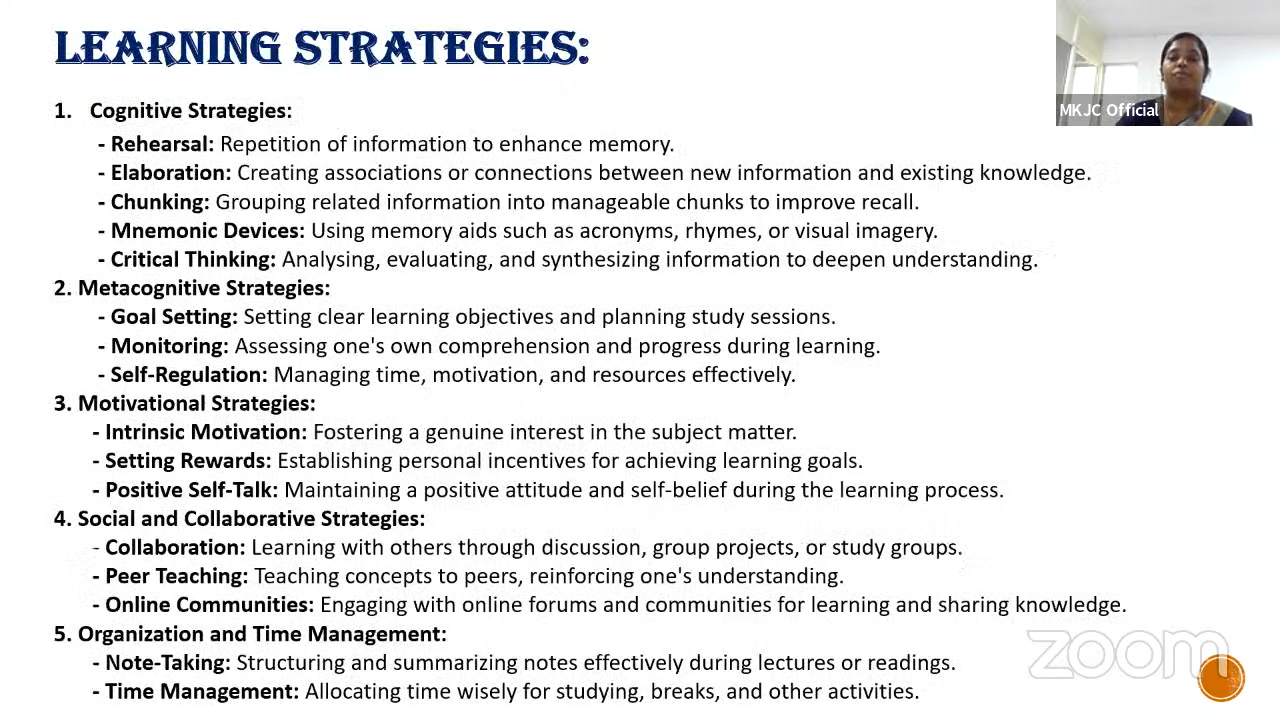 LEARNING STRATEGIES:
MKJC Official
1. Cognitive Strategies:
- Rehearsal: Repetition of information to enhance memory.
- Elaboration: Creating associations or connections between new information and existing knowledge.
- Chunking: Grouping related information into manageable chunks to improve recall.
- Mnemonic Devices: Using memory aids such as acronyms, rhymes, or visual imagery.
- Critical Thinking: Analysing, evaluating, and synthesizing information to deepen understanding.
2. Metacognitive Strategies:
- Goal Setting: Setting clear learning objectives and planning study sessions.
- Monitoring: Assessing one's own comprehension and progress during learning.
- Self-Regulation: Managing time, motivation, and resources effectively.
3. Motivational Strategies:
- Intrinsic Motivation: Fostering a genuine interest in the subject matter.
- Setting Rewards: Establishing personal incentives for achieving learning goals.
- Positive Self-Talk: Maintaining a positive attitude and self-belief during the learning process.
4. Social and Collaborative Strategies:
- Collaboration: Learning with others through discussion, group projects, or study groups.
- Peer Teaching: Teaching concepts to peers, reinforcing one's understanding.
- Online Communities: Engaging with online forums and communities for learning and sharing knowledge.
5. Organization and Time Management:
- Note-Taking: Structuring and summarizing notes effectively during lectures or readings.
- Time Management: Allocating time wisely for studying, breaks, and other activities.
zoom